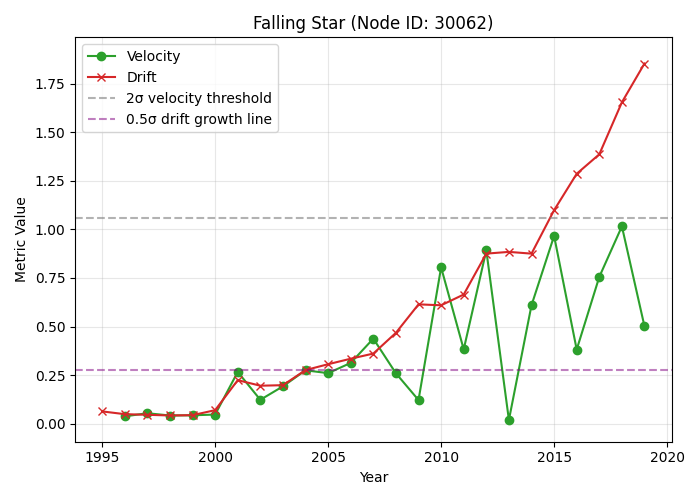 Falling Star (Node ID: 30062)
Velocity
Drift
2σ velocity threshold
0.5σ drift growth line
Metric Value
1.75
1.50
1.25
1.00
0.75
0.50
0.25
0.00
1995
2000
2005
2010
2015
2020
Year